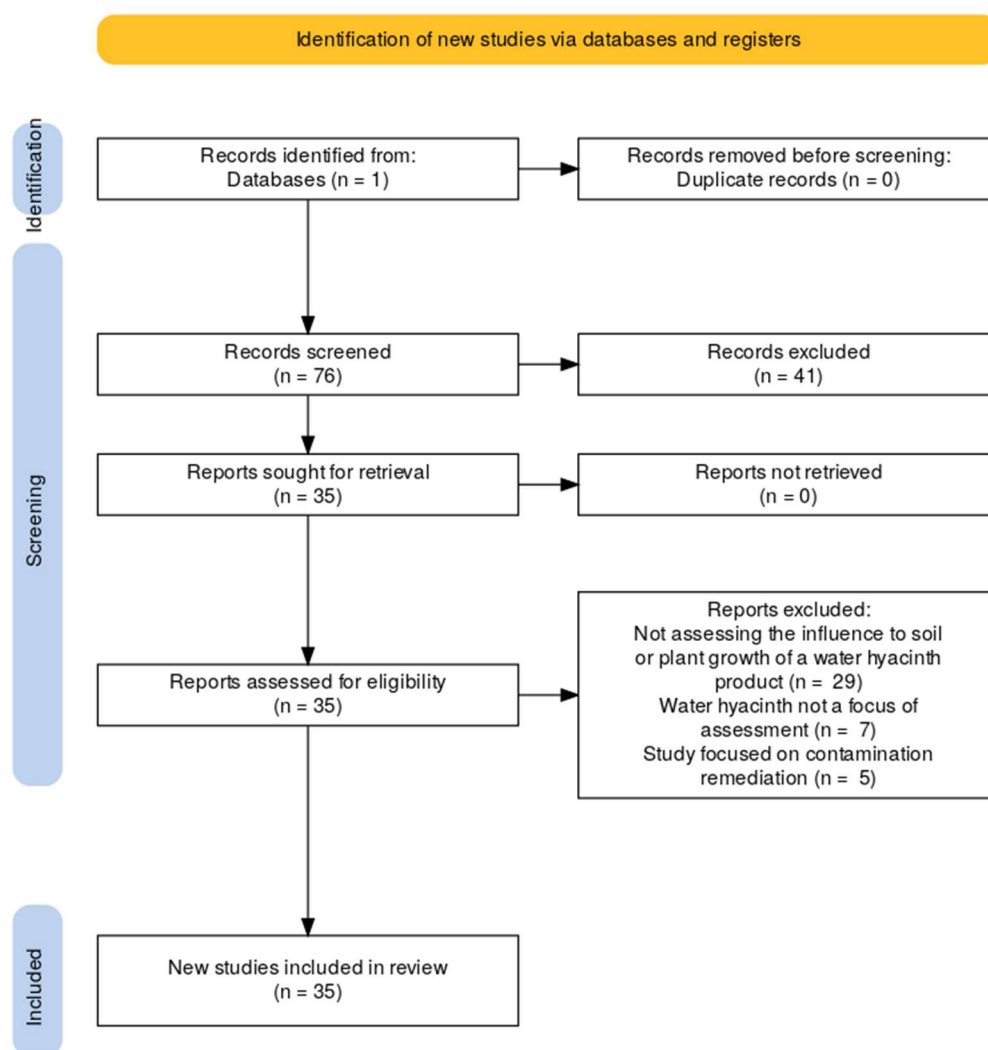 Identification of new studies via databases and registers
Identification
Records identified from:
Databases (n = 1)
Records removed before screening:
Duplicate records (n = 0)
Screening
Records screened
(n = 76)
Records excluded
(n = 41)
Reports sought for retrieval
(n = 35)
Reports not retrieved
(n = 0)
Reports assessed for eligibility
(n = 35)
Reports excluded:
Not assessing the influence to soil
or plant growth of a water hyacinth
product (n = 29)
Water hyacinth not a focus of
assessment (n = 7)
Study focused on contamination
remediation (n = 5)
Included
New studies included in review
(n = 35)